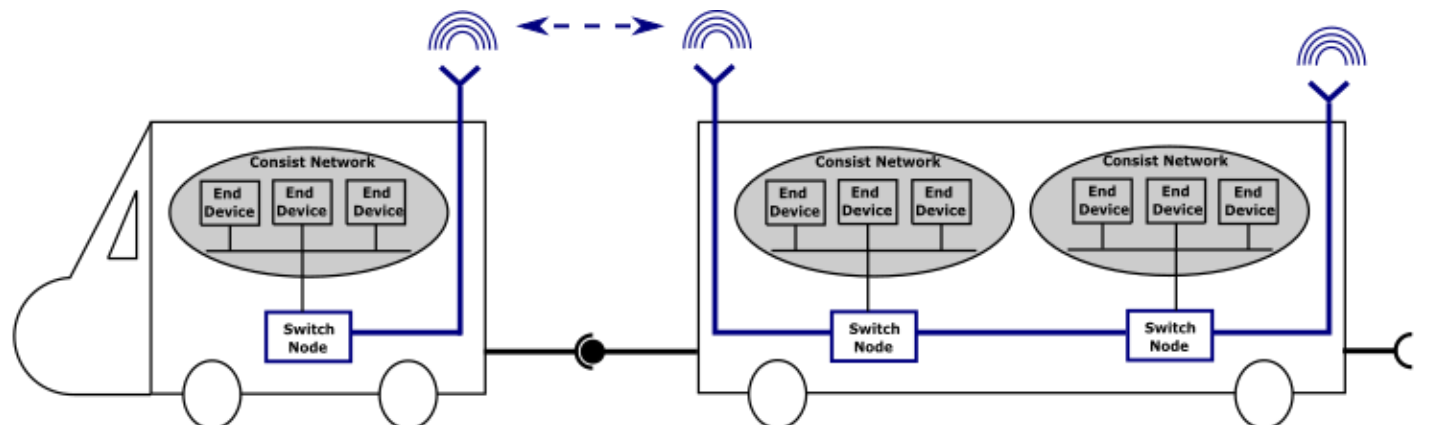 Consist Network
End
Device
End
Device
End
Device
Switch
Node
Consist Network
End
Device
End
Device
End
Device
Switch
Node
Consist Network
End
Device
End
Device
End
Device
Switch
Node